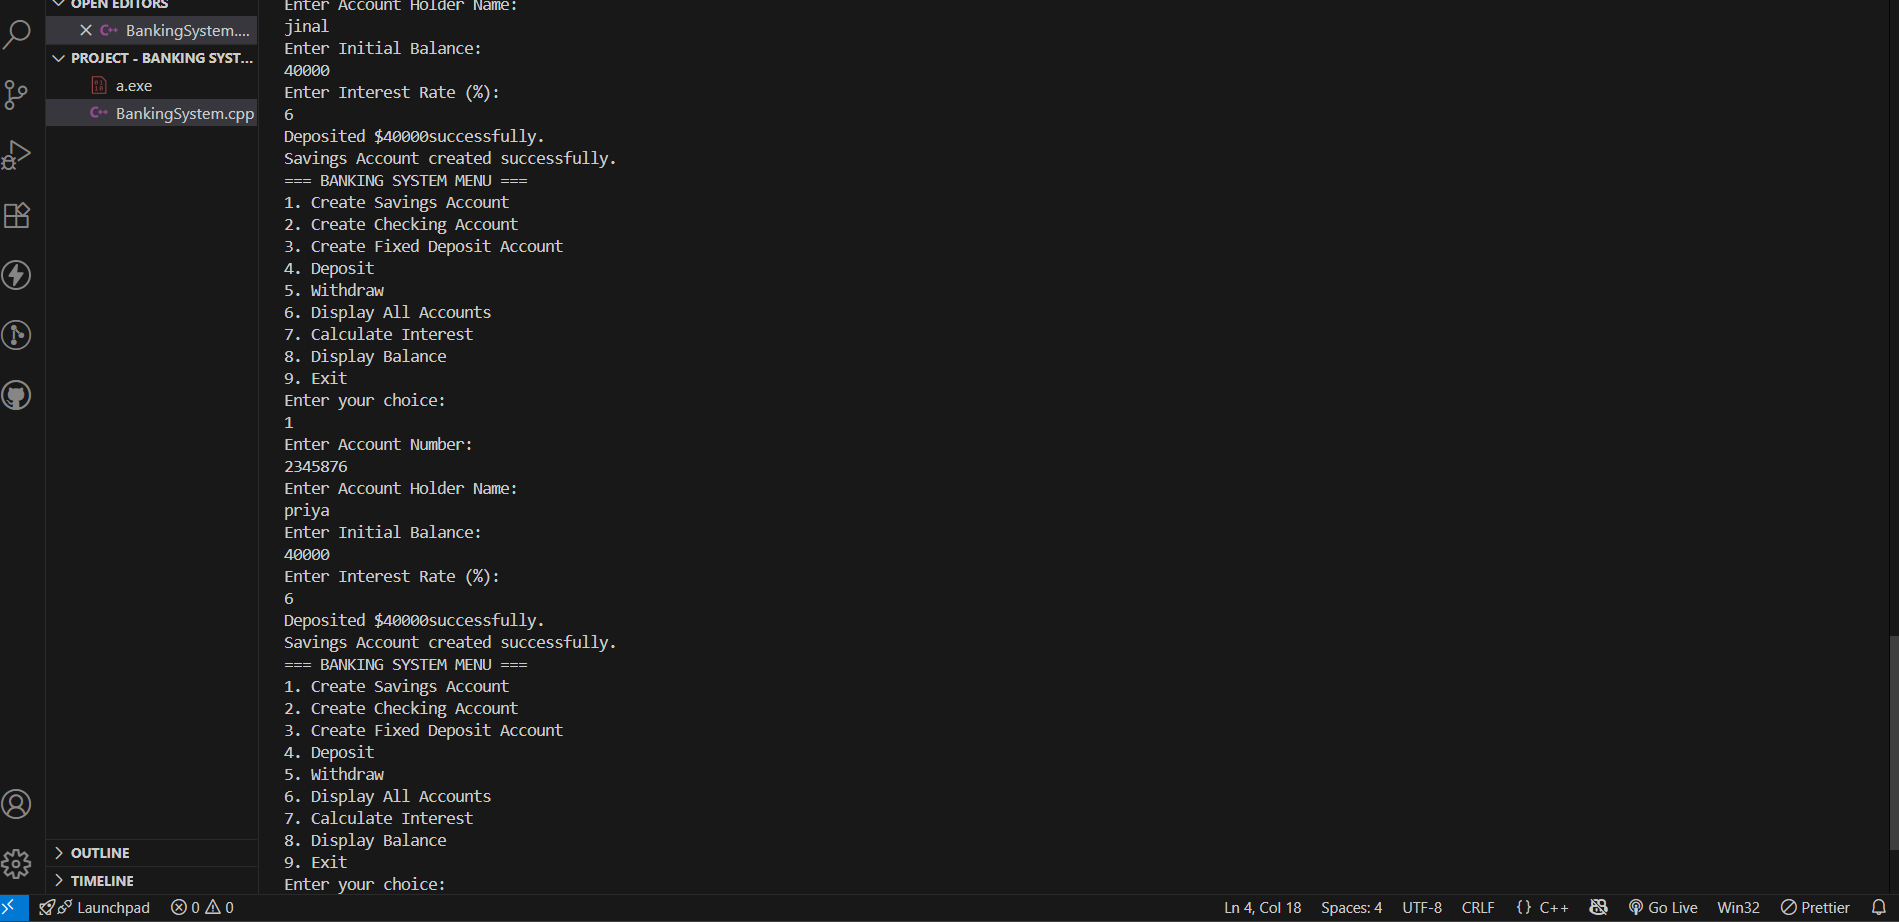 OPEN EDITORS
BankingSystem....
PROJECT - BANKING SYST...
a.exe
BankingSystem.cpp
OUTLINE
TIMELINE
Enter Account Holder Name:
jinal
Enter Initial Balance:
40000
Enter Interest Rate (%):
6
Deposited $40000successfully.
Savings Account created successfully.
=== BANKING SYSTEM MENU ===
1. Create Savings Account
2. Create Checking Account
3. Create Fixed Deposit Account
4. Deposit
5. Withdraw
6. Display All Accounts
7. Calculate Interest
8. Display Balance
9. Exit
Enter your choice:
1
Enter Account Number:
2345876
Enter Account Holder Name:
priya
Enter Initial Balance:
40000
Enter Interest Rate (%):
6
Deposited $40000successfully.
Savings Account created successfully.
=== BANKING SYSTEM MENU ===
1. Create Savings Account
2. Create Checking Account
3. Create Fixed Deposit Account
4. Deposit
5. Withdraw
6. Display All Accounts
7. Calculate Interest
8. Display Balance
9. Exit
Enter your choice:
Launchpad 0 0 Ln 4, Col 18 Spaces: 4 UTF-8 CRLF {} C++ Go Live Win32 Prettier